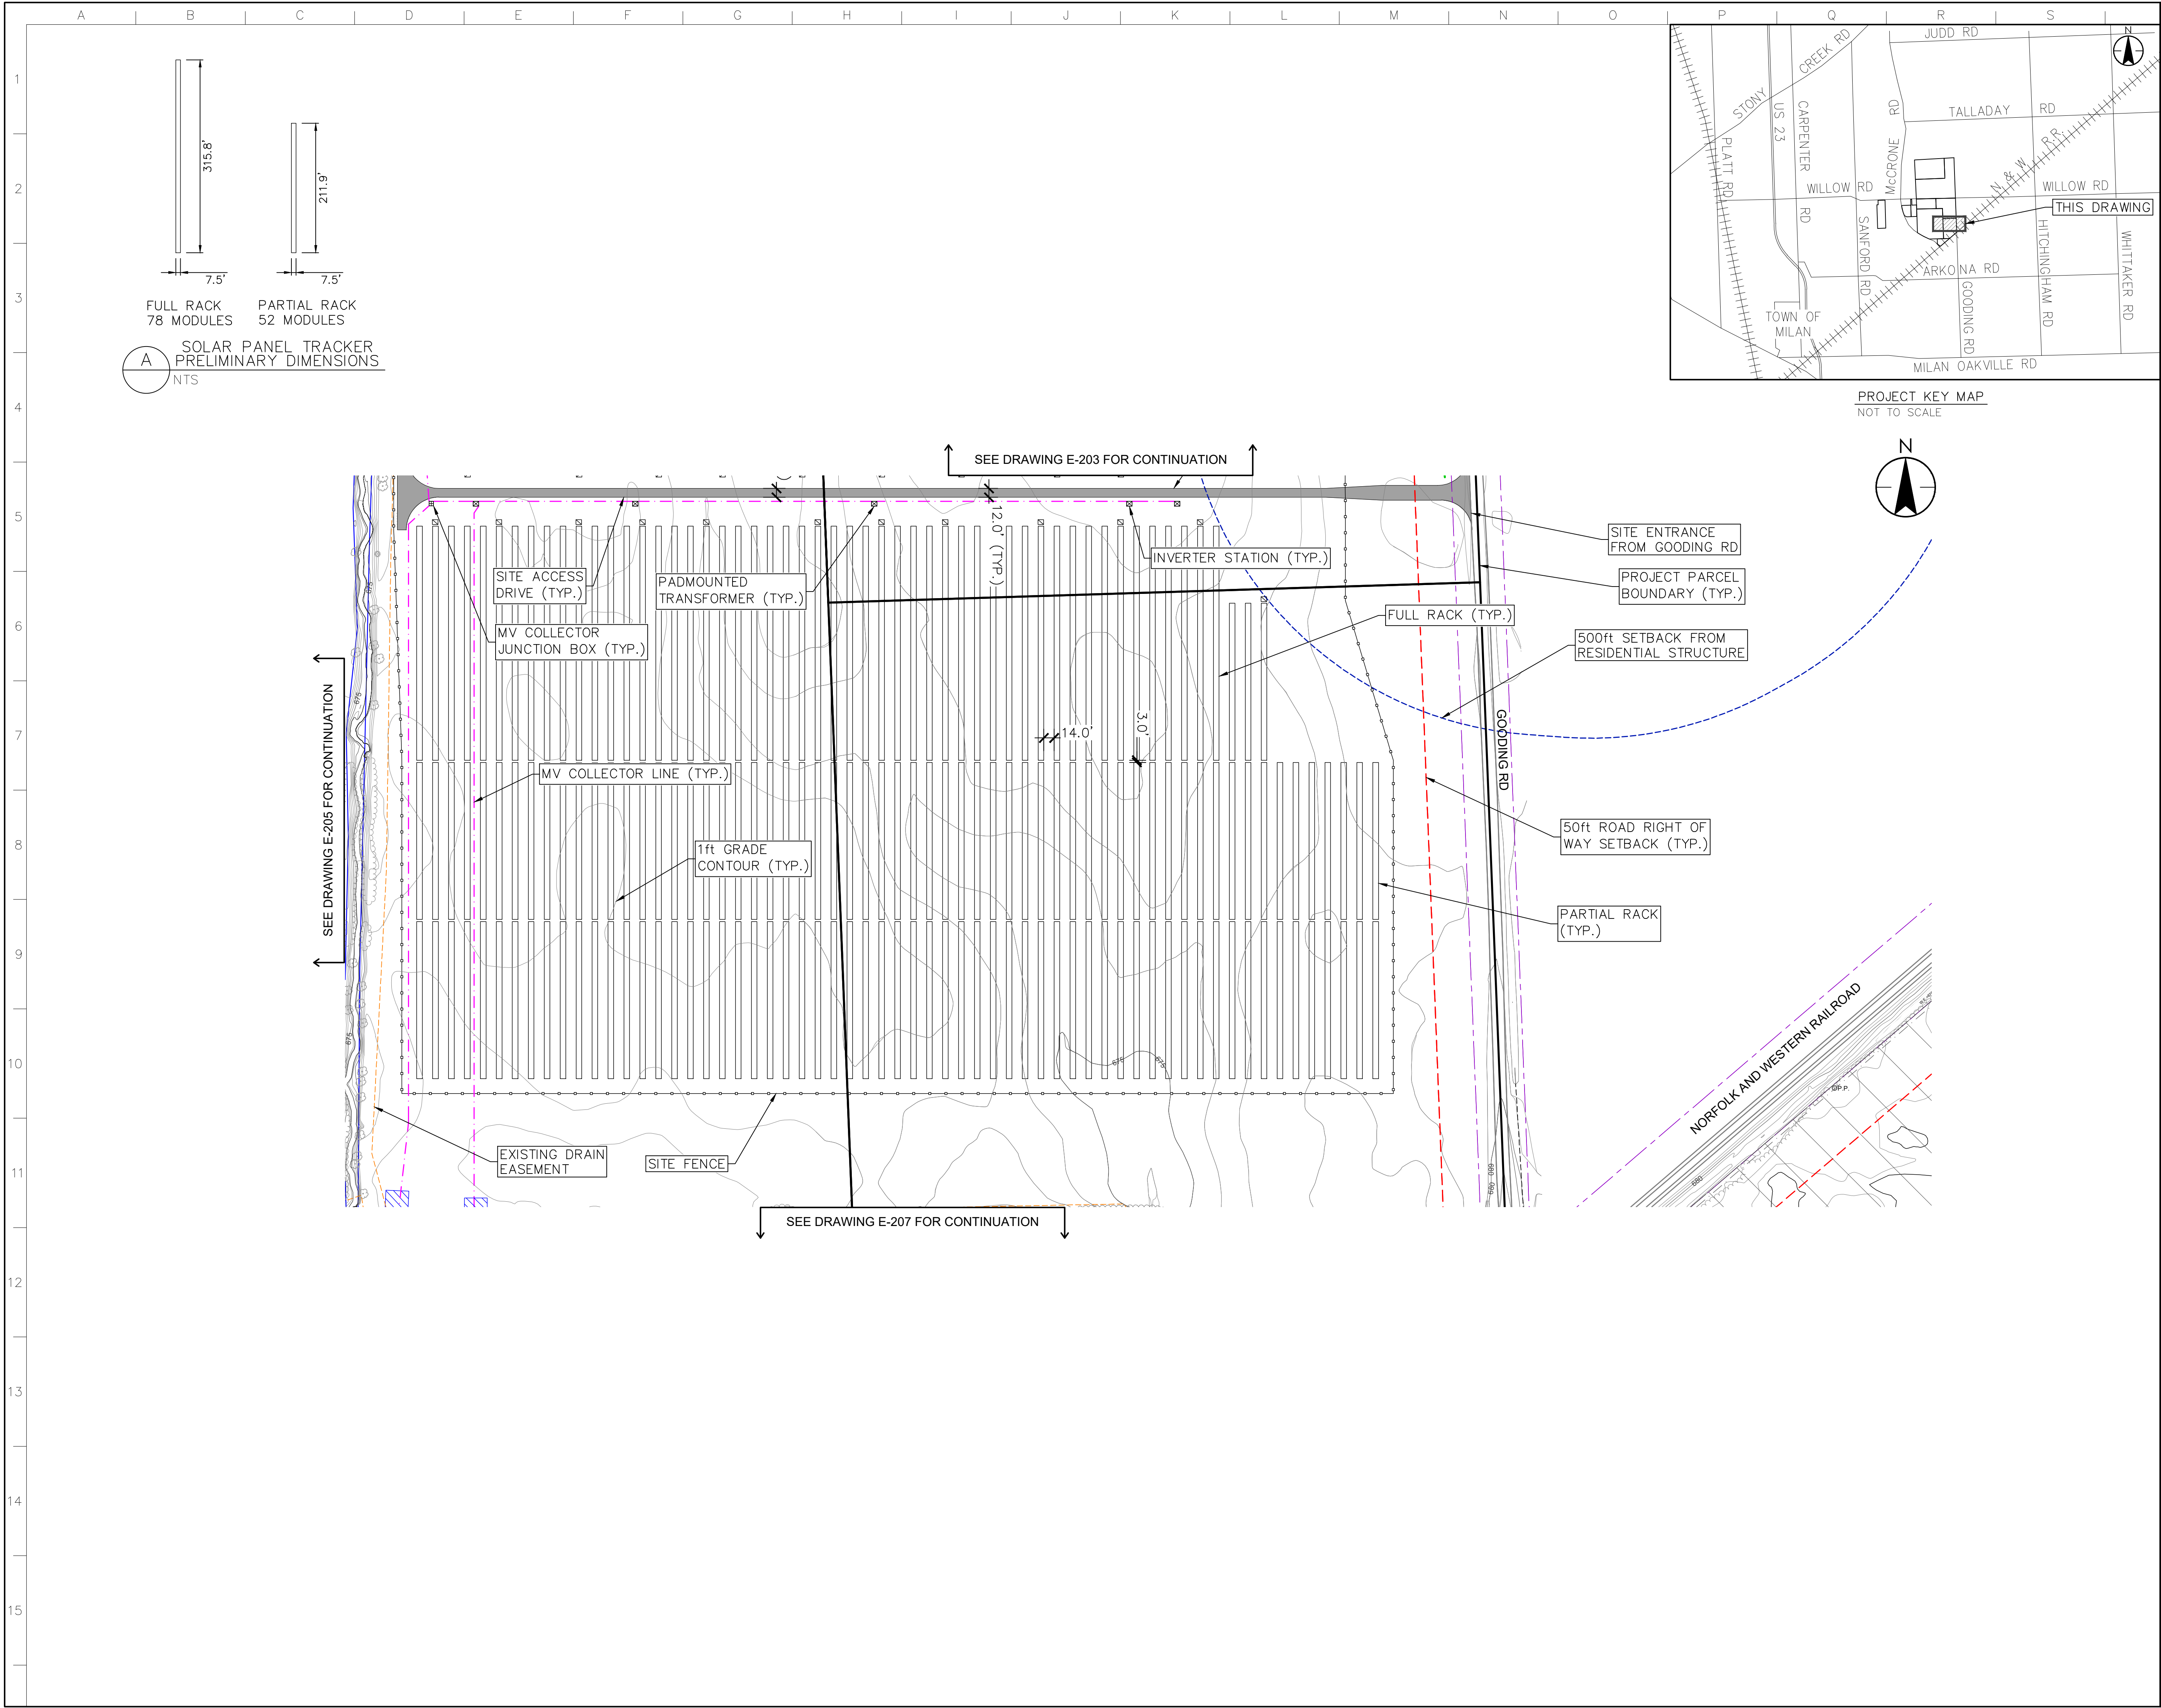 A B C D E F G H I J K L M N O P Q R S
1
2
3
4
5
6
7
8
9
10
11
12
13
14
15
315.8'
7.5'
FULL RACK
78 MODULES
211.9'
7.5'
PARTIAL RACK
52 MODULES
A
SOLAR PANEL TRACKER
PRELIMINARY DIMENSIONS
NTS
JUDD RD
N
STONY CREEK RD
US 23
CARPENTER RD
McCRONE RD
TALLADAY RD
PLATT RD
N & W R.R.
WILLOW RD
WILLOW RD
THIS DRAWING
SANFORD RD
HITCHINGHAM RD
WHITTAKER RD
ARKONA RD
GOODING RD
TOWN OF
MILAN
MILAN OAKVILLE RD
PROJECT KEY MAP
NOT TO SCALE
N
SEE DRAWING E-203 FOR CONTINUATION
12.0' (TYP.)
SITE ENTRANCE
FROM GOODING RD
INVERTER STATION (TYP.)
SITE ACCESS
DRIVE (TYP.)
PADMOUNTED
TRANSFORMER (TYP.)
PROJECT PARCEL
BOUNDARY (TYP.)
FULL RACK (TYP.)
MV COLLECTOR
JUNCTION BOX (TYP.)
500ft SETBACK FROM
RESIDENTIAL STRUCTURE
675
675
SEE DRAWING E-205 FOR CONTINUATION
14.0'
3.0'
GOODING RD
MV COLLECTOR LINE (TYP.)
50ft ROAD RIGHT OF
WAY SETBACK (TYP.)
1ft GRADE
CONTOUR (TYP.)
PARTIAL RACK
(TYP.)
NORFOLK AND WESTERN RAILROAD
675
676
676
P.P.
EXISTING DRAIN
EASEMENT
SITE FENCE
680
680
680
SEE DRAWING E-207 FOR CONTINUATION